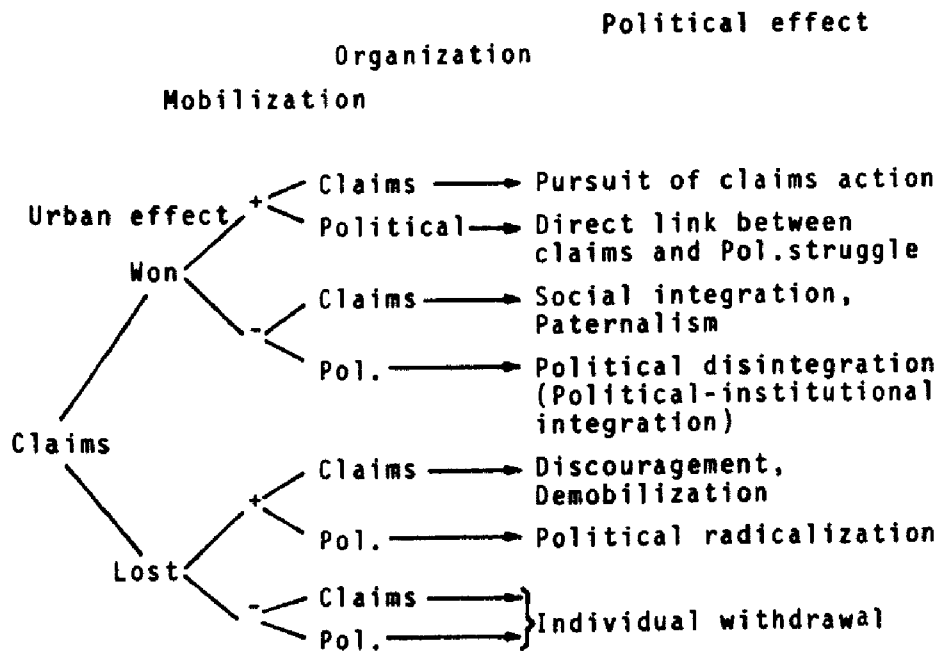 Political effect
Organization
Mobilization
Claims Pursuit of claims action
Urban effect +
Political Direct link between
claims and Pol.struggle
Won
Claims Social integration,
Paternalism
-
Pol. Political disintegration
(Political-institutional
integration)
Claims
Claims Discouragement,
Demobilization
+
Pol. Political radicalization
Lost
Claims
- Individual withdrawal
Pol.